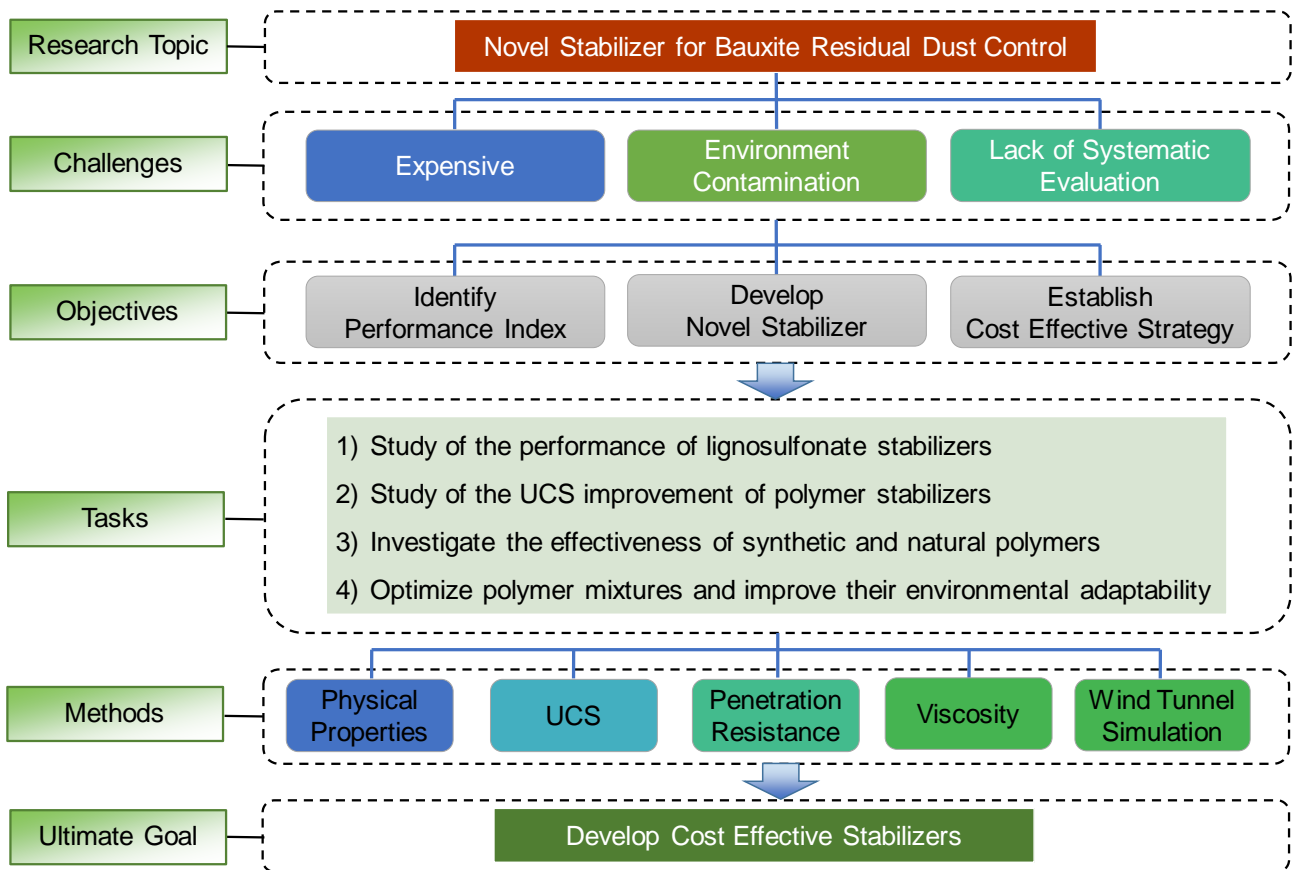 Research Topic
Novel Stabilizer for Bauxite Residual Dust Control
Challenges
Expensive
Environment
Contamination
Lack of Systematic
Evaluation
Objectives
Identify
Performance Index
Develop
Novel Stabilizer
Establish
Cost Effective Strategy
Tasks
1) Study of the performance of lignosulfonate stabilizers
2) Study of the UCS improvement of polymer stabilizers
3) Investigate the effectiveness of synthetic and natural polymers
4) Optimize polymer mixtures and improve their environmental adaptability
Methods
Physical
Properties
UCS
Penetration
Resistance
Viscosity
Wind Tunnel
Simulation
Ultimate Goal
Develop Cost Effective Stabilizers